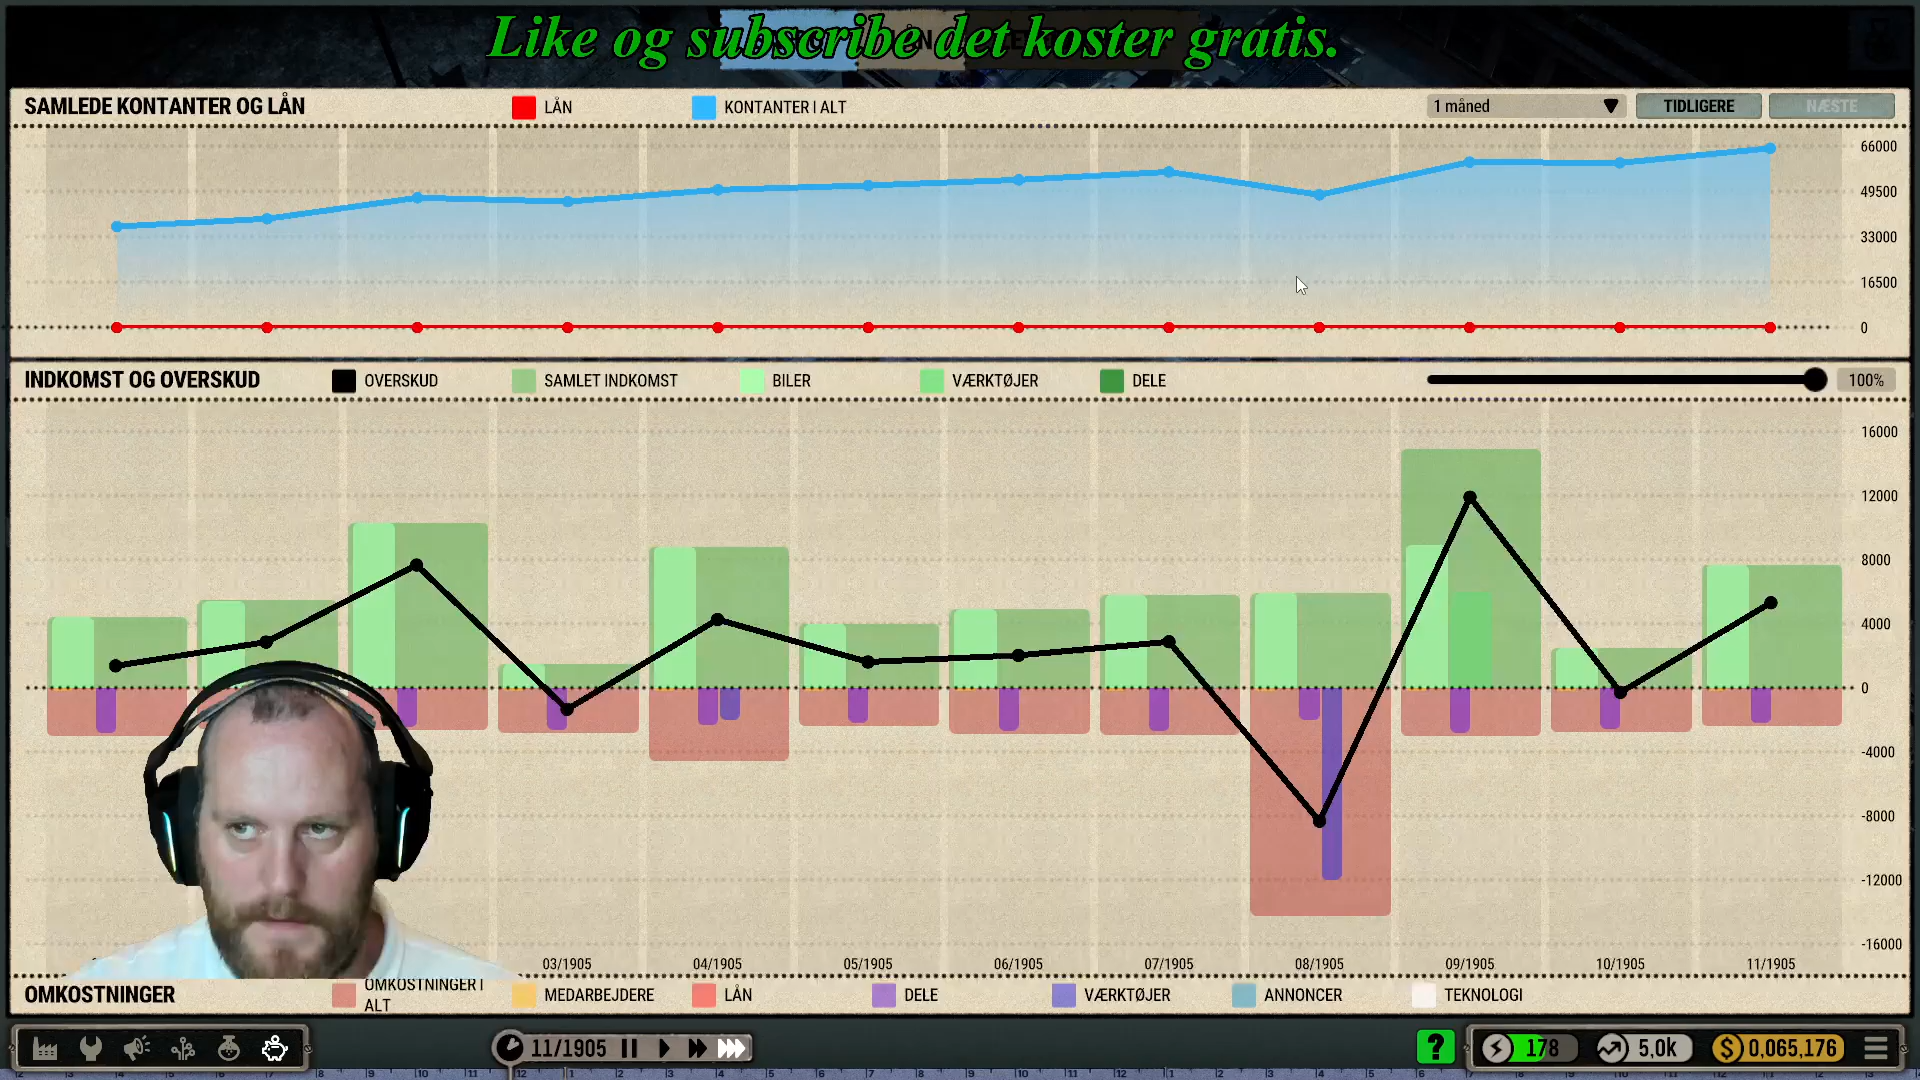 Like og subscribe det koster gratis.
SAMLEDE KONTANTER OG LÅN
LÅN
KONTANTER I ALT
1 måned
TIDLIGERE
NÆSTE
66000
49500
33000
16500
0
INDKOMST OG OVERSKUD
OVERSKUD
SAMLET INDKOMST
BILER
VÆRKTØJER
DELE
100%
16000
12000
8000
4000
0
-4000
-8000
-12000
-16000
03/1905
04/1905
05/1905
06/1905
07/1905
08/1905
09/1905
10/1905
11/1905
OMKOSTNINGER
OMKOSTNINGER I
ALT
MEDARBEJDERE
LÅN
DELE
VÆRKTØJER
ANNONCER
TEKNOLOGI
11/1905
?
178
5,0k
0,065,176